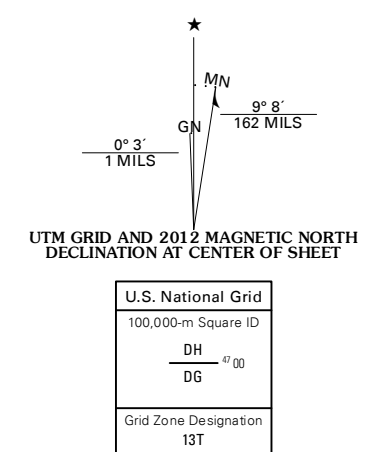 ★
MN
GN
9° 8´
162 MILS
0° 3´
1 MILS
UTM GRID AND 2012 MAGNETIC NORTH
DECLINATION AT CENTER OF SHEET
U.S. National Grid
100,000-m Square ID
DH
47 00
DG
Grid Zone Designation
13T